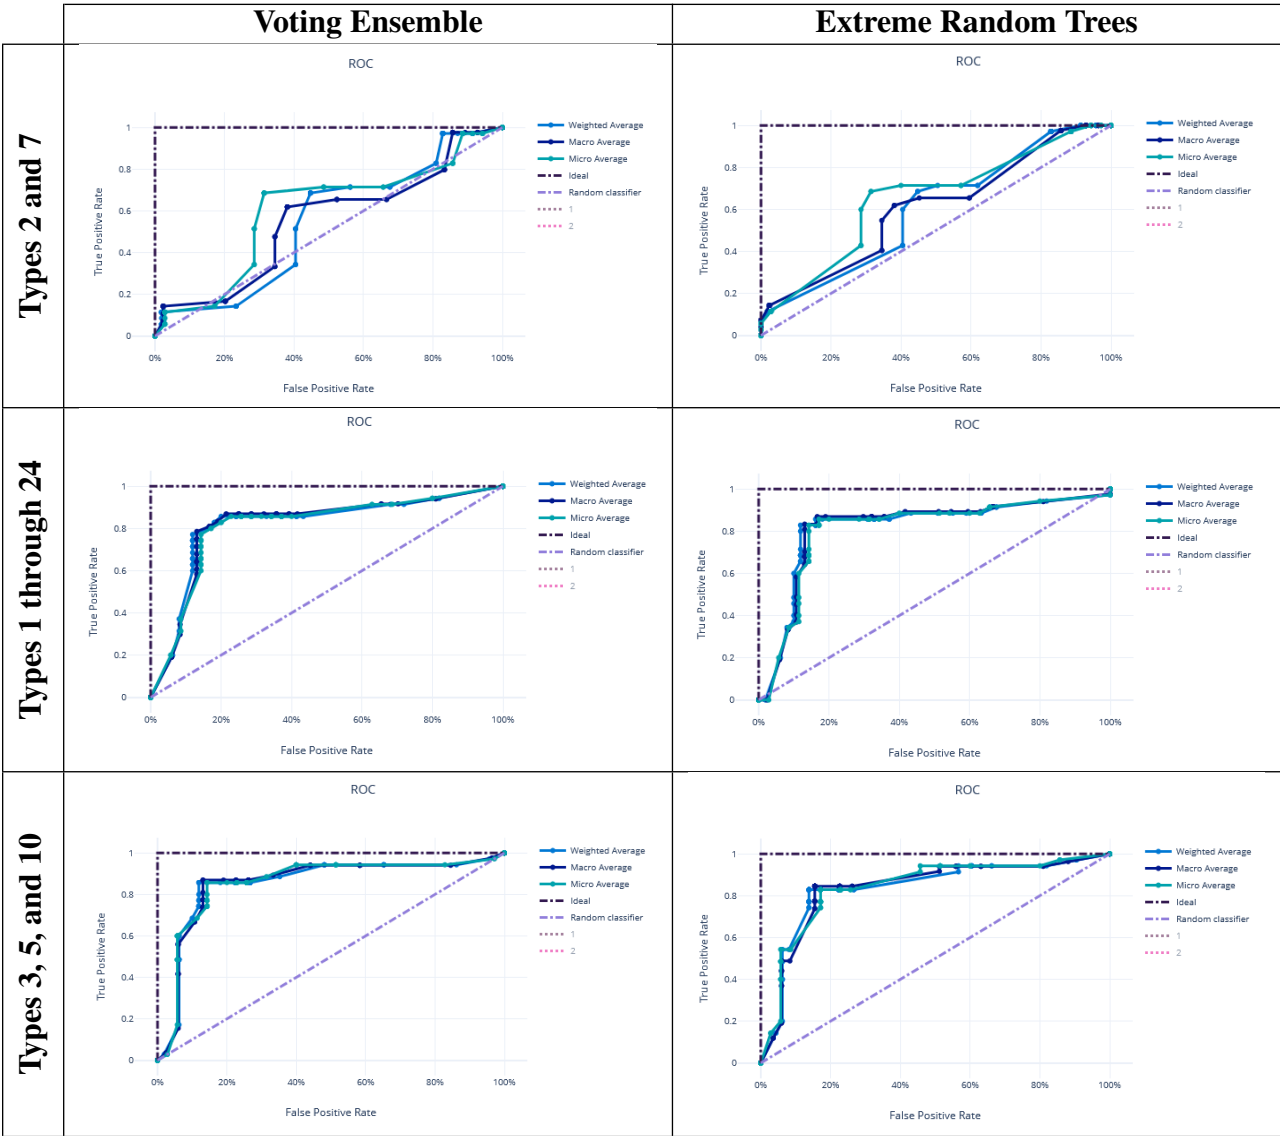 Voting Ensemble
Extreme Random Trees
Types 2 and 7
ROC
1
0.8
0.6
0.4
0.2
0
True Positive Rate
0%
20%
40%
60%
80%
100%
False Positive Rate
Weighted Average
Macro Average
Micro Average
Ideal
Random classifier
1
2
ROC
1
0.8
0.6
0.4
0.2
0
True Positive Rate
0%
20%
40%
60%
80%
100%
False Positive Rate
Weighted Average
Macro Average
Micro Average
Ideal
Random classifier
1
2
Types 1 through 24
ROC
1
0.8
0.6
0.4
0.2
0
True Positive Rate
0%
20%
40%
60%
80%
100%
False Positive Rate
Weighted Average
Macro Average
Micro Average
Ideal
Random classifier
1
2
ROC
1
0.8
0.6
0.4
0.2
0
True Positive Rate
0%
20%
40%
60%
80%
100%
False Positive Rate
Weighted Average
Macro Average
Micro Average
Ideal
Random classifier
1
2
Types 3, 5, and 10
ROC
1
0.8
0.6
0.4
0.2
0
True Positive Rate
0%
20%
40%
60%
80%
100%
False Positive Rate
Weighted Average
Macro Average
Micro Average
Ideal
Random classifier
1
2
ROC
1
0.8
0.6
0.4
0.2
0
True Positive Rate
0%
20%
40%
60%
80%
100%
False Positive Rate
Weighted Average
Macro Average
Micro Average
Ideal
Random classifier
1
2